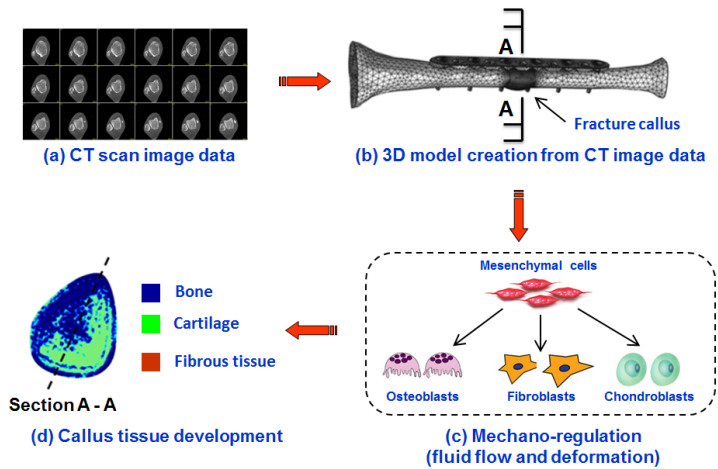 A
A
Fracture callus
(a) CT scan image data
(b) 3D model creation from CT image data
Mesenchymal cells
Osteoblasts
Fibroblasts
Chondroblasts
(c) Mechano-regulation
(fluid flow and deformation)
Bone
Cartilage
Fibrous tissue
Section A - A
(d) Callus tissue development